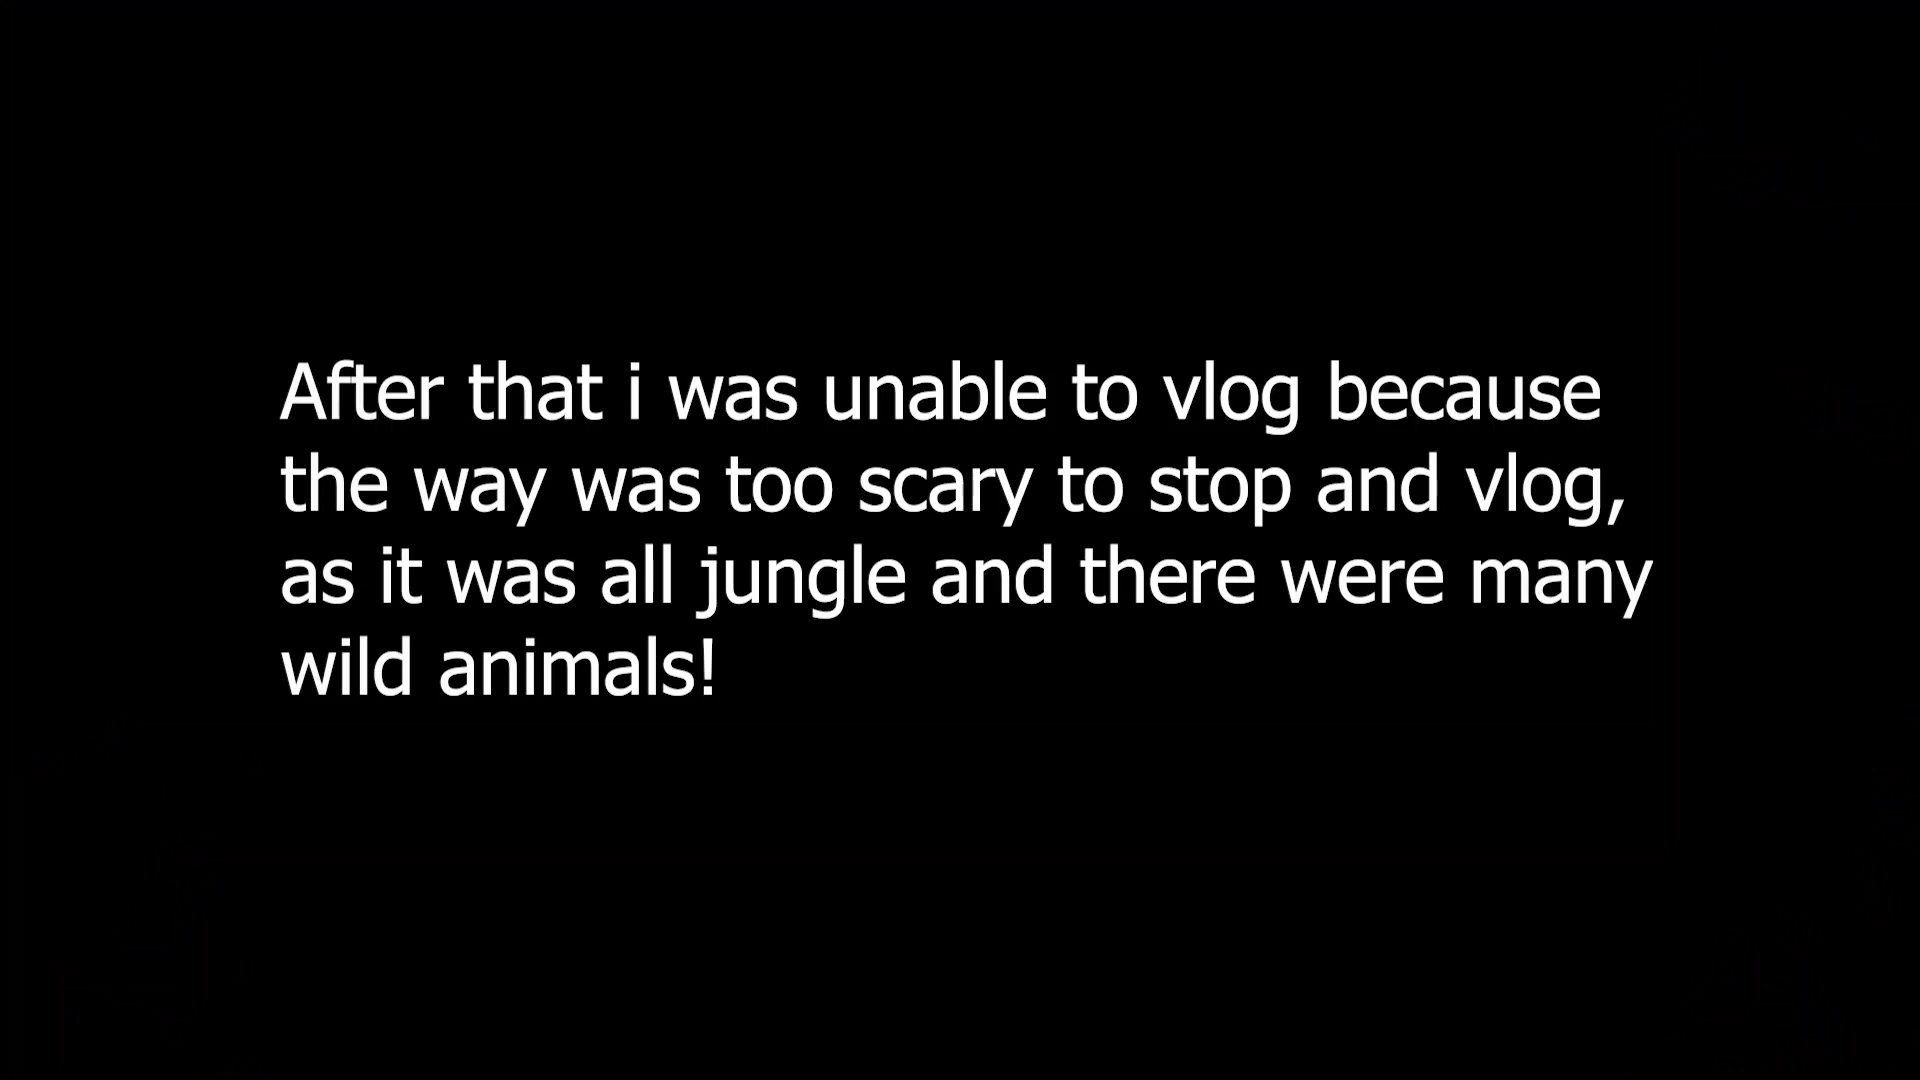 After that i was unable to vlog because
the way was too scary to stop and vlog,
as it was all jungle and there were many
wild animals!